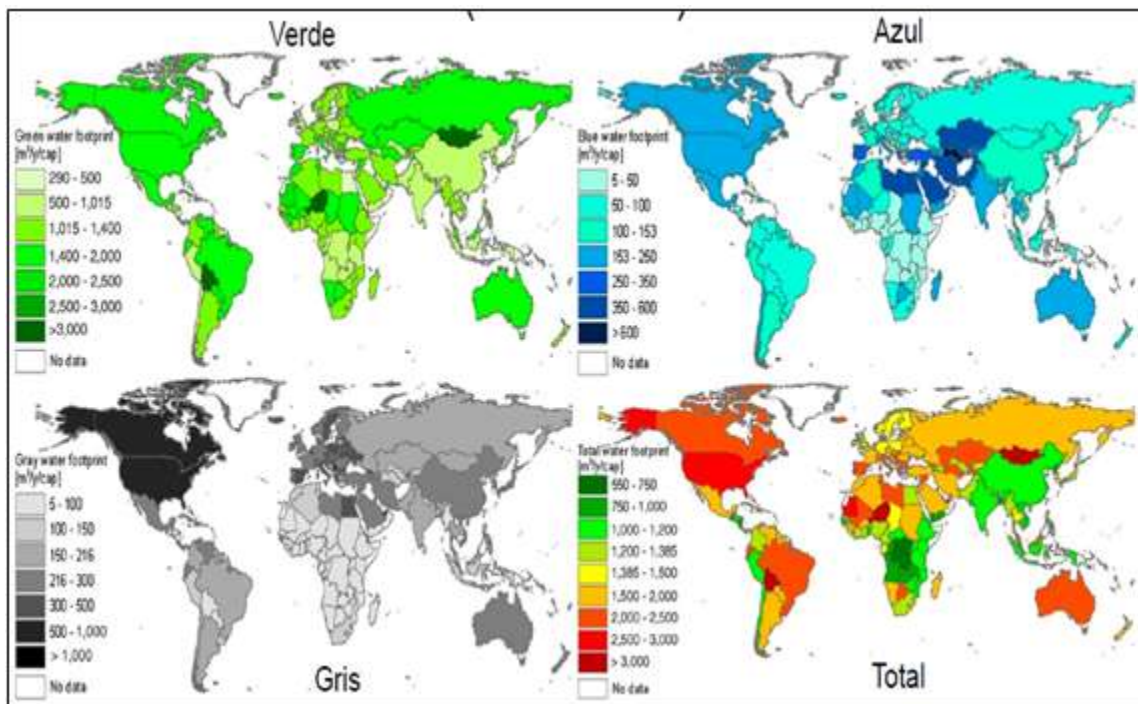 Verde
Green water footprint
[m³/y/cap]
290 - 500
500 - 1,015
1,015 - 1,400
1,400 - 2,000
2,000 - 2,500
2,500 - 3,000
>3,000
No data
Azul
Blue water footprint
[m³/y/cap]
5 - 50
50 - 100
100 - 153
153 - 250
250 - 350
350 - 600
> 600
No data
Gray water footprint
[m³/y/cap]
5 - 100
100 - 150
150 - 216
216 - 300
300 - 500
500 - 1,000
> 1,000
No data
Gris
Total water footprint
[m³/y/cap]
550 - 750
750 - 1,000
1,000 - 1,200
1,200 - 1,385
1,385 - 1,500
1,500 - 2,000
2,000 - 2,500
2,500 - 3,000
> 3,000
No data
Total